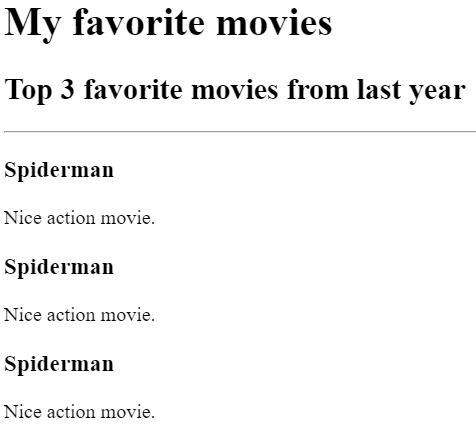 My favorite movies
Top 3 favorite movies from last year
Spiderman
Nice action movie.
Spiderman
Nice action movie.
Spiderman
Nice action movie.